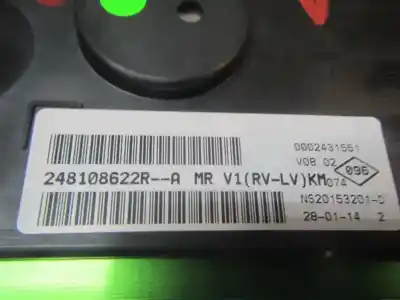 0002431551
V08 02
096
248108622R--A MR V1(RV-LV)KM
074
NS20153201-D
28-01-14 2